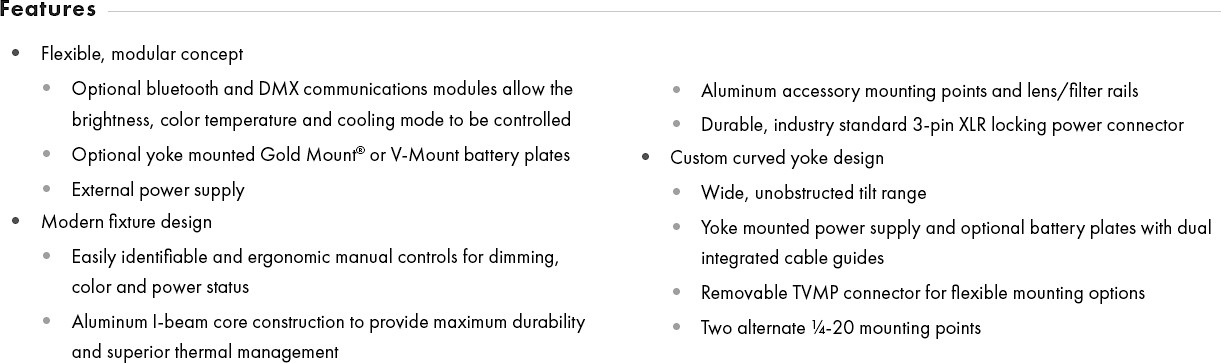 Features
• Flexible, modular concept
• Optional bluetooth and DMX communications modules allow the
brightness, color temperature and cooling mode to be controlled
• Optional yoke mounted Gold Mount® or V-Mount battery plates
• External power supply
• Modern fixture design
• Easily identifiable and ergonomic manual controls for dimming,
color and power status
• Aluminum I-beam core construction to provide maximum durability
and superior thermal management
• Aluminum accessory mounting points and lens/filter rails
• Durable, industry standard 3-pin XLR locking power connector
• Custom curved yoke design
• Wide, unobstructed tilt range
• Yoke mounted power supply and optional battery plates with dual
integrated cable guides
• Removable TVMP connector for flexible mounting options
• Two alternate ¼-20 mounting points